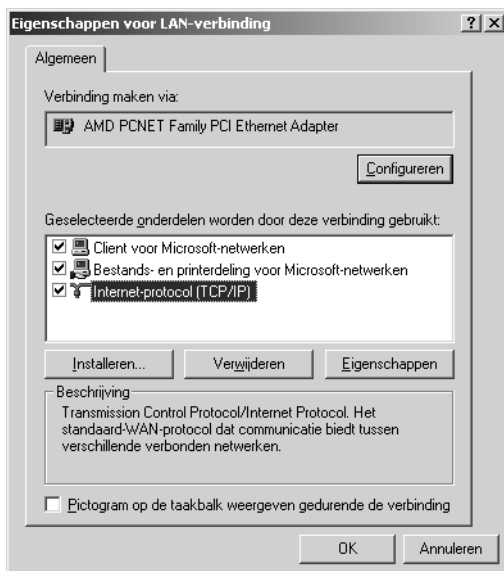 Eigenschappen voor LAN-verbinding
Algemeen
Verbinding maken via:
AMD PCNET Family PCI Ethernet Adapter
Configureren
Geselecteerde onderdelen worden door deze verbinding gebruikt:
Client voor Microsoft-netwerken
Bestands- en printerdeling voor Microsoft-netwerken
Internet-protocol (TCP/IP)
Installeren...
Verwijderen
Eigenschappen
Beschrijving
Transmission Control Protocol/Internet Protocol. Het
standaard-WAN-protocol dat communicatie biedt tussen
verschillende verbonden netwerken.
Pictogram op de taakbalk weergeven gedurende de verbinding
OK
Annuleren